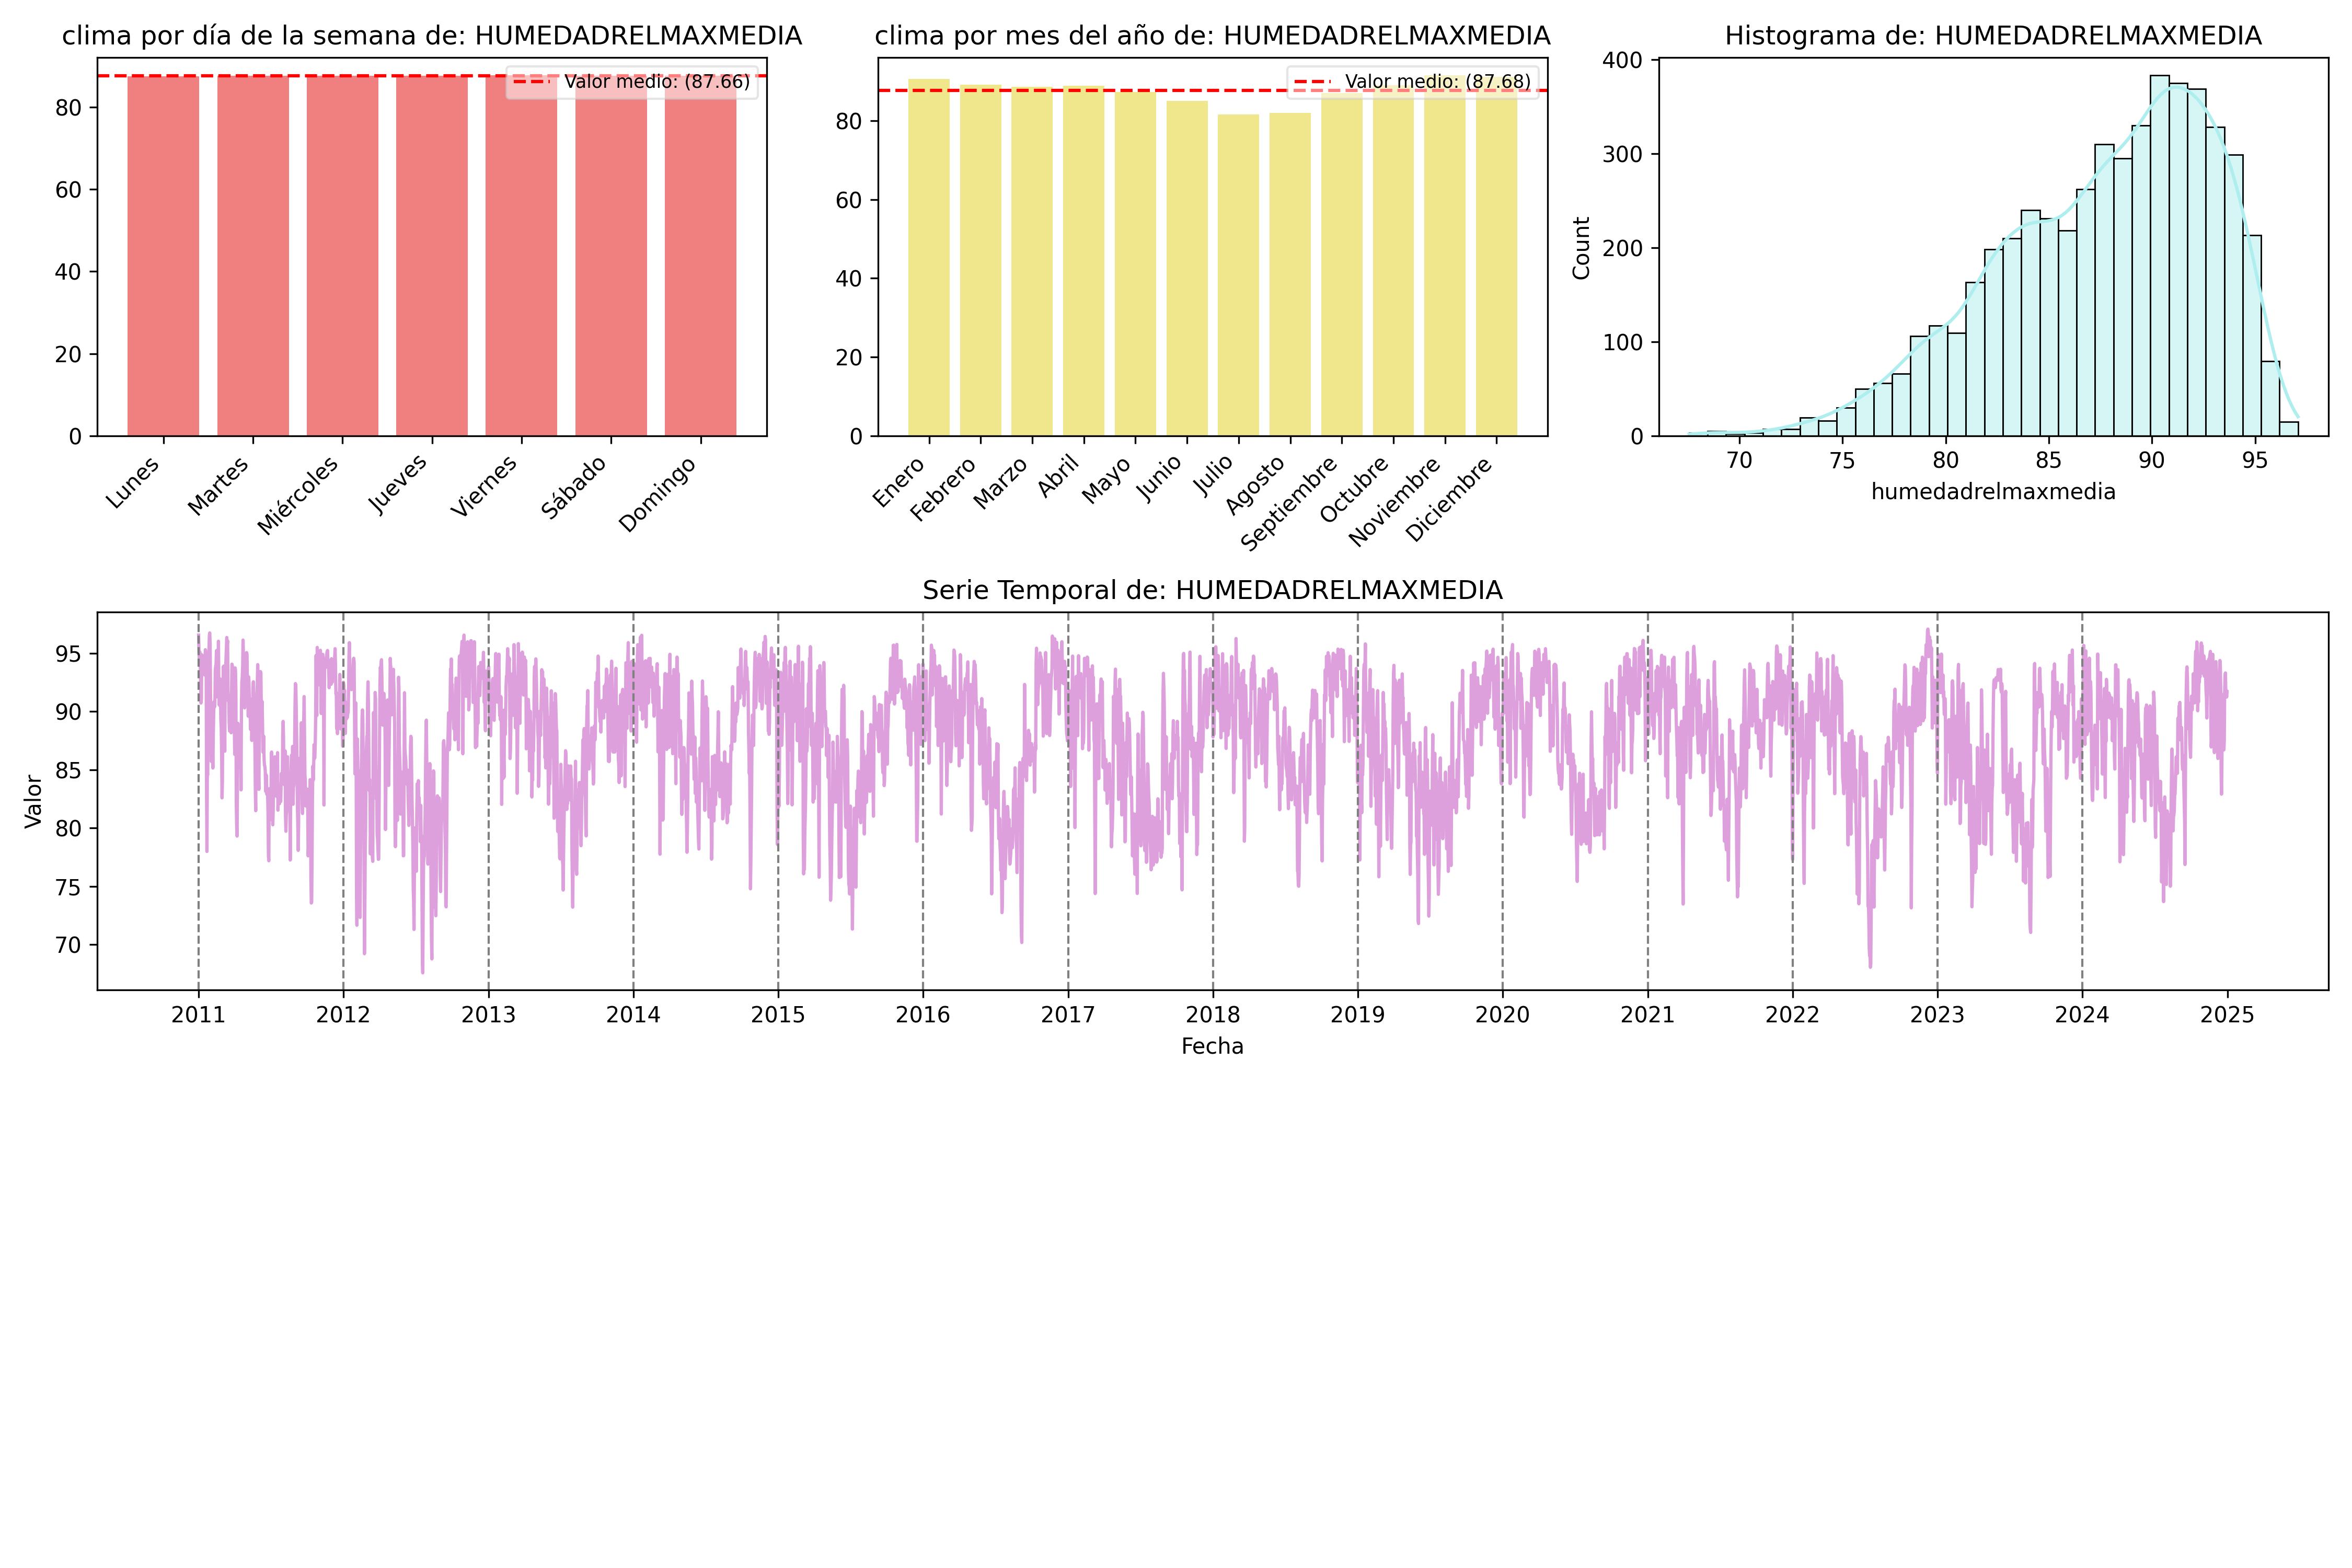 clima por día de la semana de: HUMEDADRELMAXMEDIA
Valor medio: (87.66)
80
60
40
20
0
Lunes
Martes
Miércoles
Jueves
Viernes
Sábado
Domingo
clima por mes del año de: HUMEDADRELMAXMEDIA
Valor medio: (87.68)
80
60
40
20
0
Enero
Febrero
Marzo
Abril
Mayo
Junio
Julio
Agosto
Septiembre
Octubre
Noviembre
Diciembre
Histograma de: HUMEDADRELMAXMEDIA
Count
400
300
200
100
0
70 75 80 85 90 95
humedadrelmaxmedia
Serie Temporal de: HUMEDADRELMAXMEDIA
Valor
95
90
85
80
75
70
2011 2012 2013 2014 2015 2016 2017 2018 2019 2020 2021 2022 2023 2024 2025
Fecha